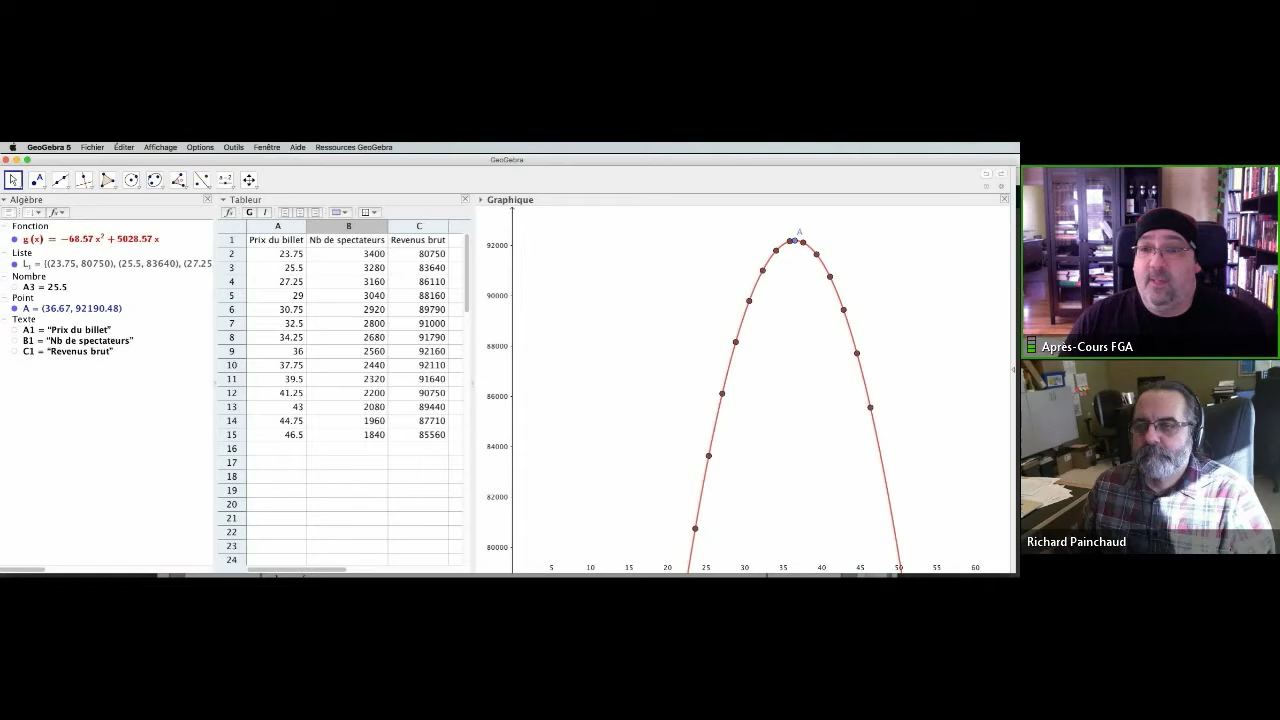 GeoGebra 5 Fichier Éditer Affichage Options Outils Fenêtre Aide Ressources GeoGebra
GeoGebra
a=2
Algèbre
Fonction
g(x) = −68.57 x² + 5028.57 x
Liste
L₁ = {(23.75, 80750), (25.5, 83640), (27.25
Nombre
A3 = 25.5
Point
A = (36.67, 92190.48)
Texte
A1 = "Prix du billet"
B1 = "Nb de spectateurs"
C1 = "Revenus brut"
Tableur
fx G I
A B C
1 Prix du billet Nb de spectateurs Revenus brut
2 23.75 3400 80750
3 25.5 3280 83640
4 27.25 3160 86110
5 29 3040 88160
6 30.75 2920 89790
7 32.5 2800 91000
8 34.25 2680 91790
9 36 2560 92160
10 37.75 2440 92110
11 39.5 2320 91640
12 41.25 2200 90750
13 43 2080 89440
14 44.75 1960 87710
15 46.5 1840 85560
16
17
18
19
20
21
22
23
24
Graphique
A
92000
90000
88000
86000
84000
82000
80000
5 10 15 20 25 30 35 40 45 50 55 60
Apres-Cours FGA
Richard Painchaud